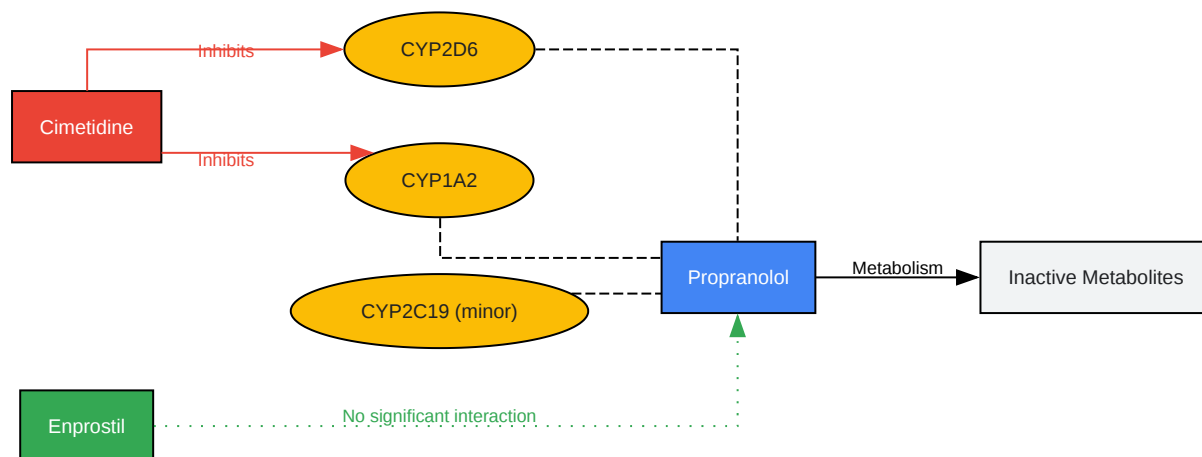 CYP2D6
Inhibits
Cimetidine
Inhibits
CYP1A2
Propranolol
Metabolism
Inactive Metabolites
CYP2C19 (minor)
No significant interaction
Enprostil